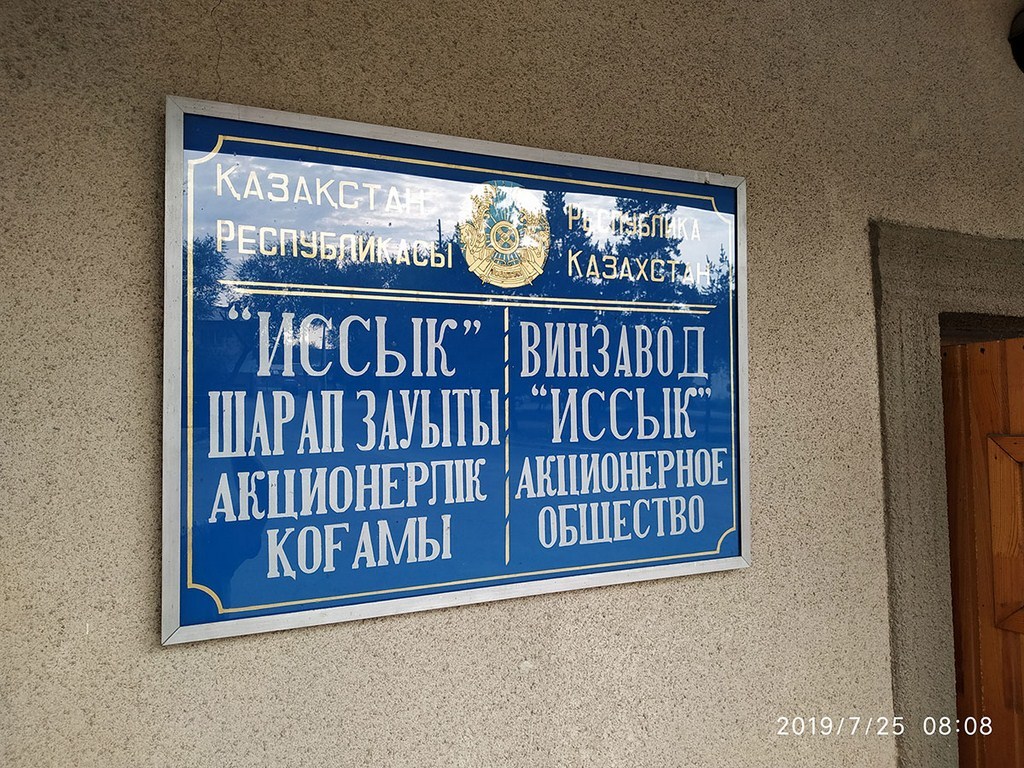 ҚАЗАҚСТАН
РЕСПУБЛИКАСЫ
РЕСПУБЛИКА
КАЗАХСТАН
“ИССЫК”
ШАРАП ЗАУЫТЫ
АКЦИОНЕРЛІК
ҚОҒАМЫ
ВИНЗАВОД
“ИССЫК”
АКЦИОНЕРНОЕ
ОБЩЕСТВО
2019/7/25 08:08